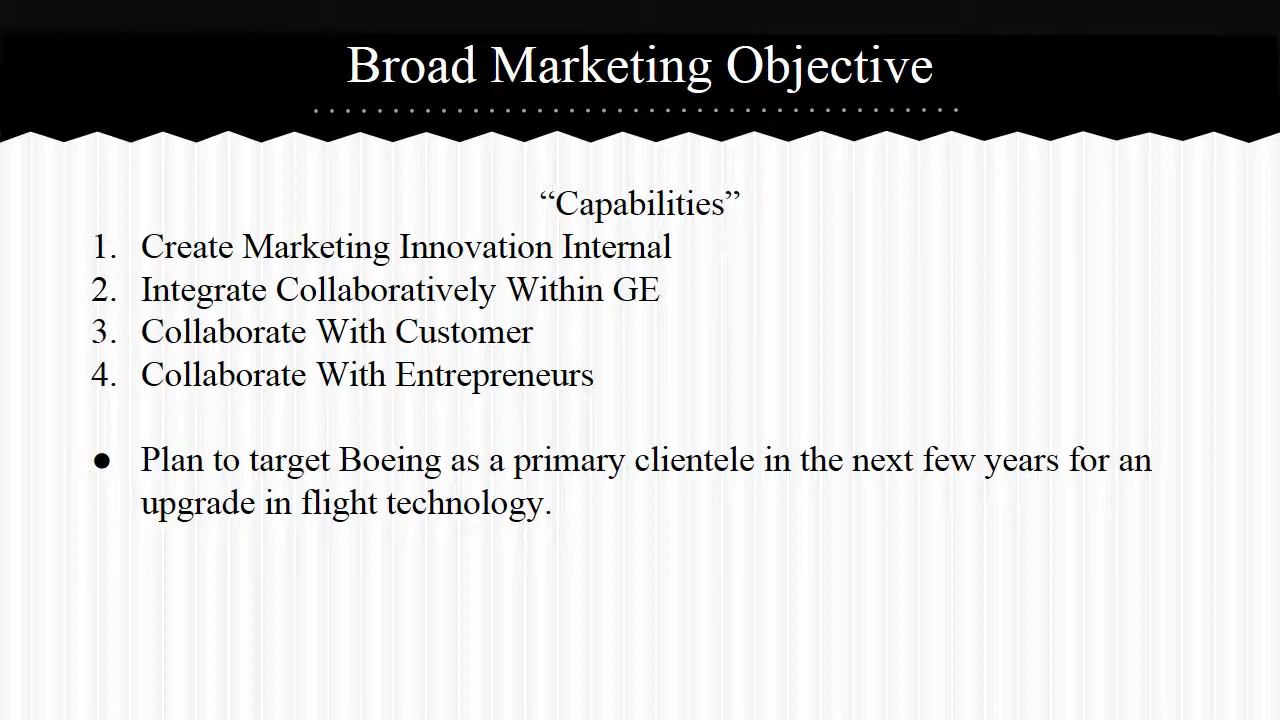 Broad Marketing Objective
“Capabilities”
1. Create Marketing Innovation Internal
2. Integrate Collaboratively Within GE
3. Collaborate With Customer
4. Collaborate With Entrepreneurs
● Plan to target Boeing as a primary clientele in the next few years for an
upgrade in flight technology.